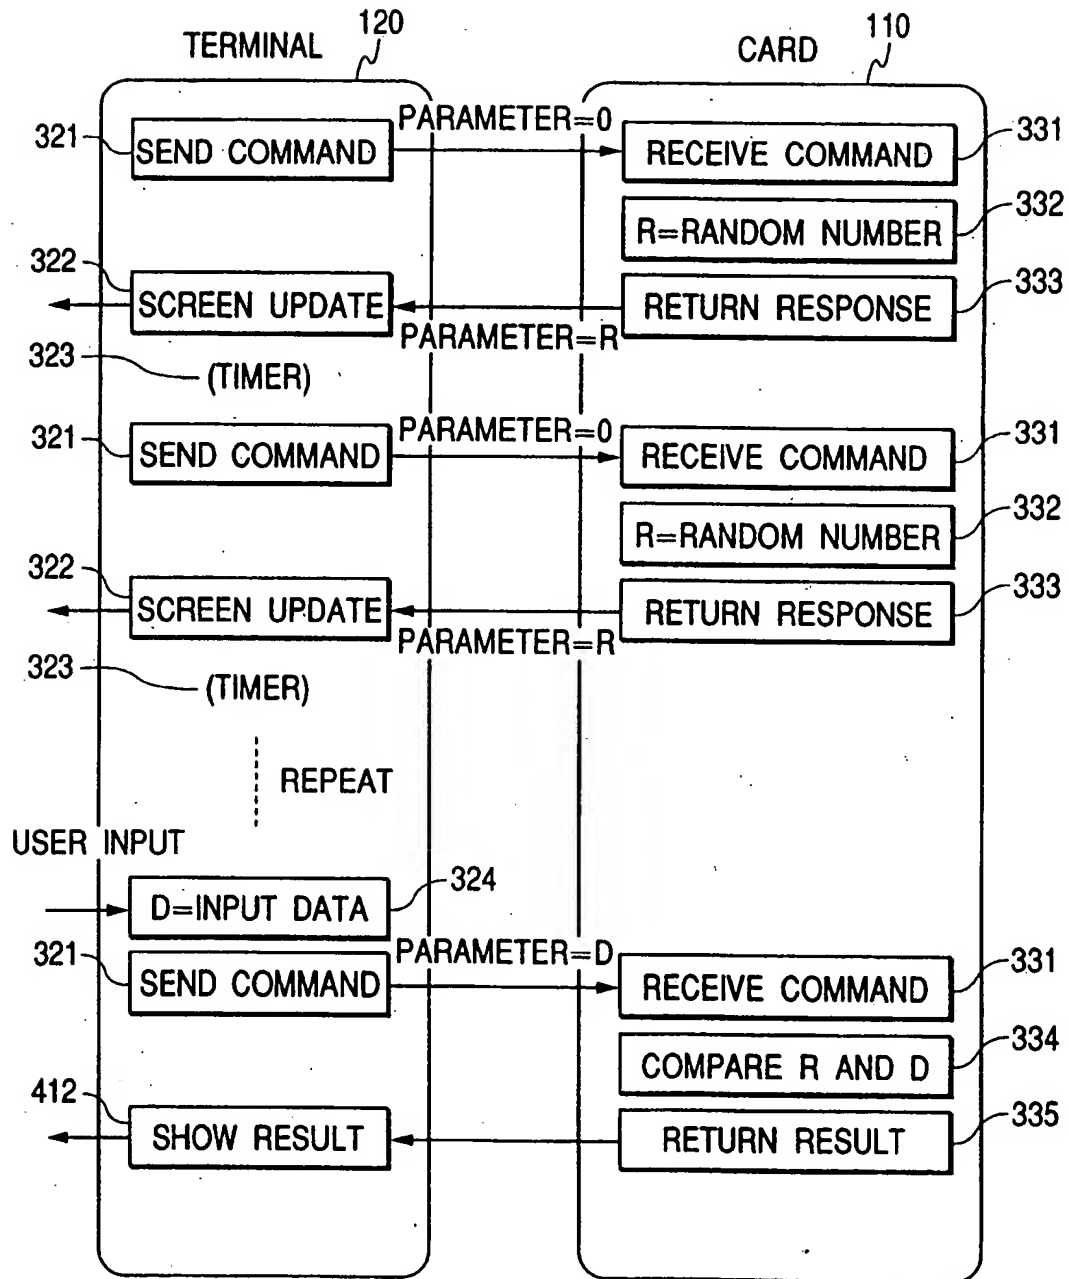 TERMINAL 120 CARD 110
321 SEND COMMAND PARAMETER=0 RECEIVE COMMAND 331
R=RANDOM NUMBER 332
322 SCREEN UPDATE PARAMETER=R RETURN RESPONSE 333
323 (TIMER)
321 SEND COMMAND PARAMETER=0 RECEIVE COMMAND 331
R=RANDOM NUMBER 332
322 SCREEN UPDATE PARAMETER=R RETURN RESPONSE 333
323 (TIMER)
REPEAT
USER INPUT
D=INPUT DATA 324
321 SEND COMMAND PARAMETER=D RECEIVE COMMAND 331
COMPARE R AND D 334
412 SHOW RESULT RETURN RESULT 335